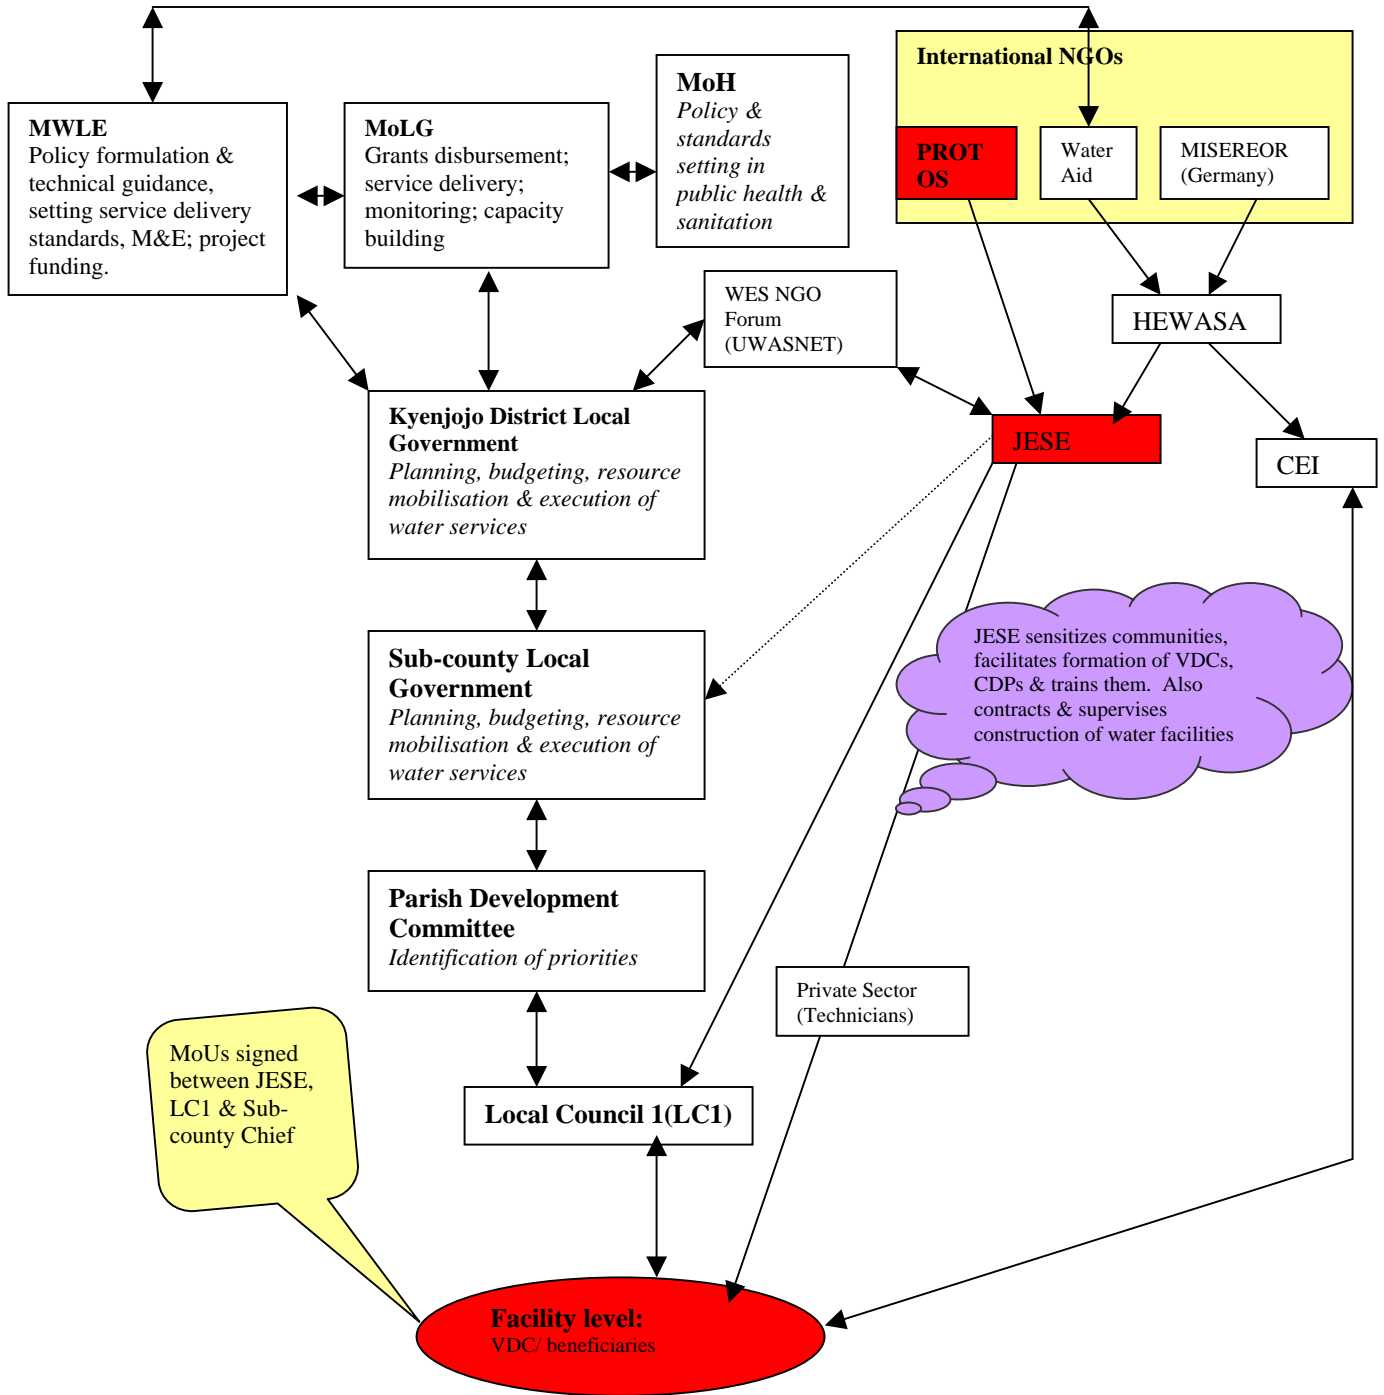 International NGOs
MoH
Policy &
standards
setting in
public health &
sanitation
MWLE
Policy formulation &
technical guidance,
setting service delivery
standards, M&E; project
funding.
MoLG
Grants disbursement;
service delivery;
monitoring; capacity
building
PROT
OS
Water
Aid
MISEREOR
(Germany)
WES NGO
Forum
(UWASNET)
HEWASA
Kyenjojo District Local
Government
Planning, budgeting, resource
mobilisation & execution of
water services
JESE
CEI
Sub-county Local
Government
Planning, budgeting, resource
mobilisation & execution of
water services
JESE sensitizes communities,
facilitates formation of VDCs,
CDPs & trains them.  Also
contracts & supervises
construction of water facilities
Parish Development
Committee
Identification of priorities
Private Sector
(Technicians)
MoUs signed
between JESE,
LC1 & Sub-
county Chief
Local Council 1(LC1)
Facility level:
VDC/ beneficiaries